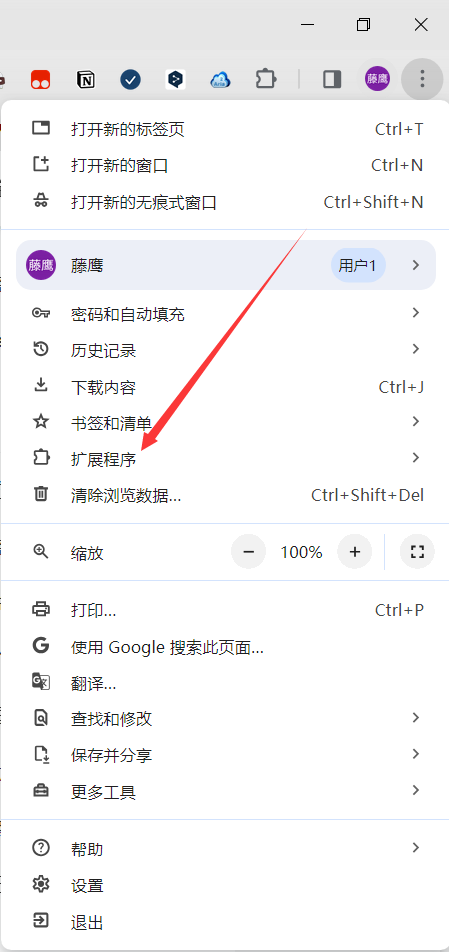 藤鹰
打开新的标签页 Ctrl+T
打开新的窗口 Ctrl+N
打开新的无痕式窗口 Ctrl+Shift+N
藤鹰 藤鹰 用户1
密码和自动填充
历史记录
下载内容 Ctrl+J
书签和清单
扩展程序
清除浏览数据... Ctrl+Shift+Del
缩放 − 100% +
打印... Ctrl+P
使用 Google 搜索此页面...
翻译...
查找和修改
保存并分享
更多工具
帮助
设置
退出